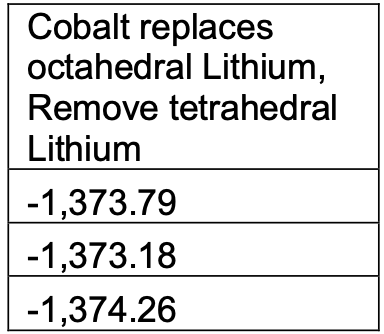 Cobalt replaces
octahedral Lithium,
Remove tetrahedral
Lithium
-1,373.79
-1,373.18
-1,374.26